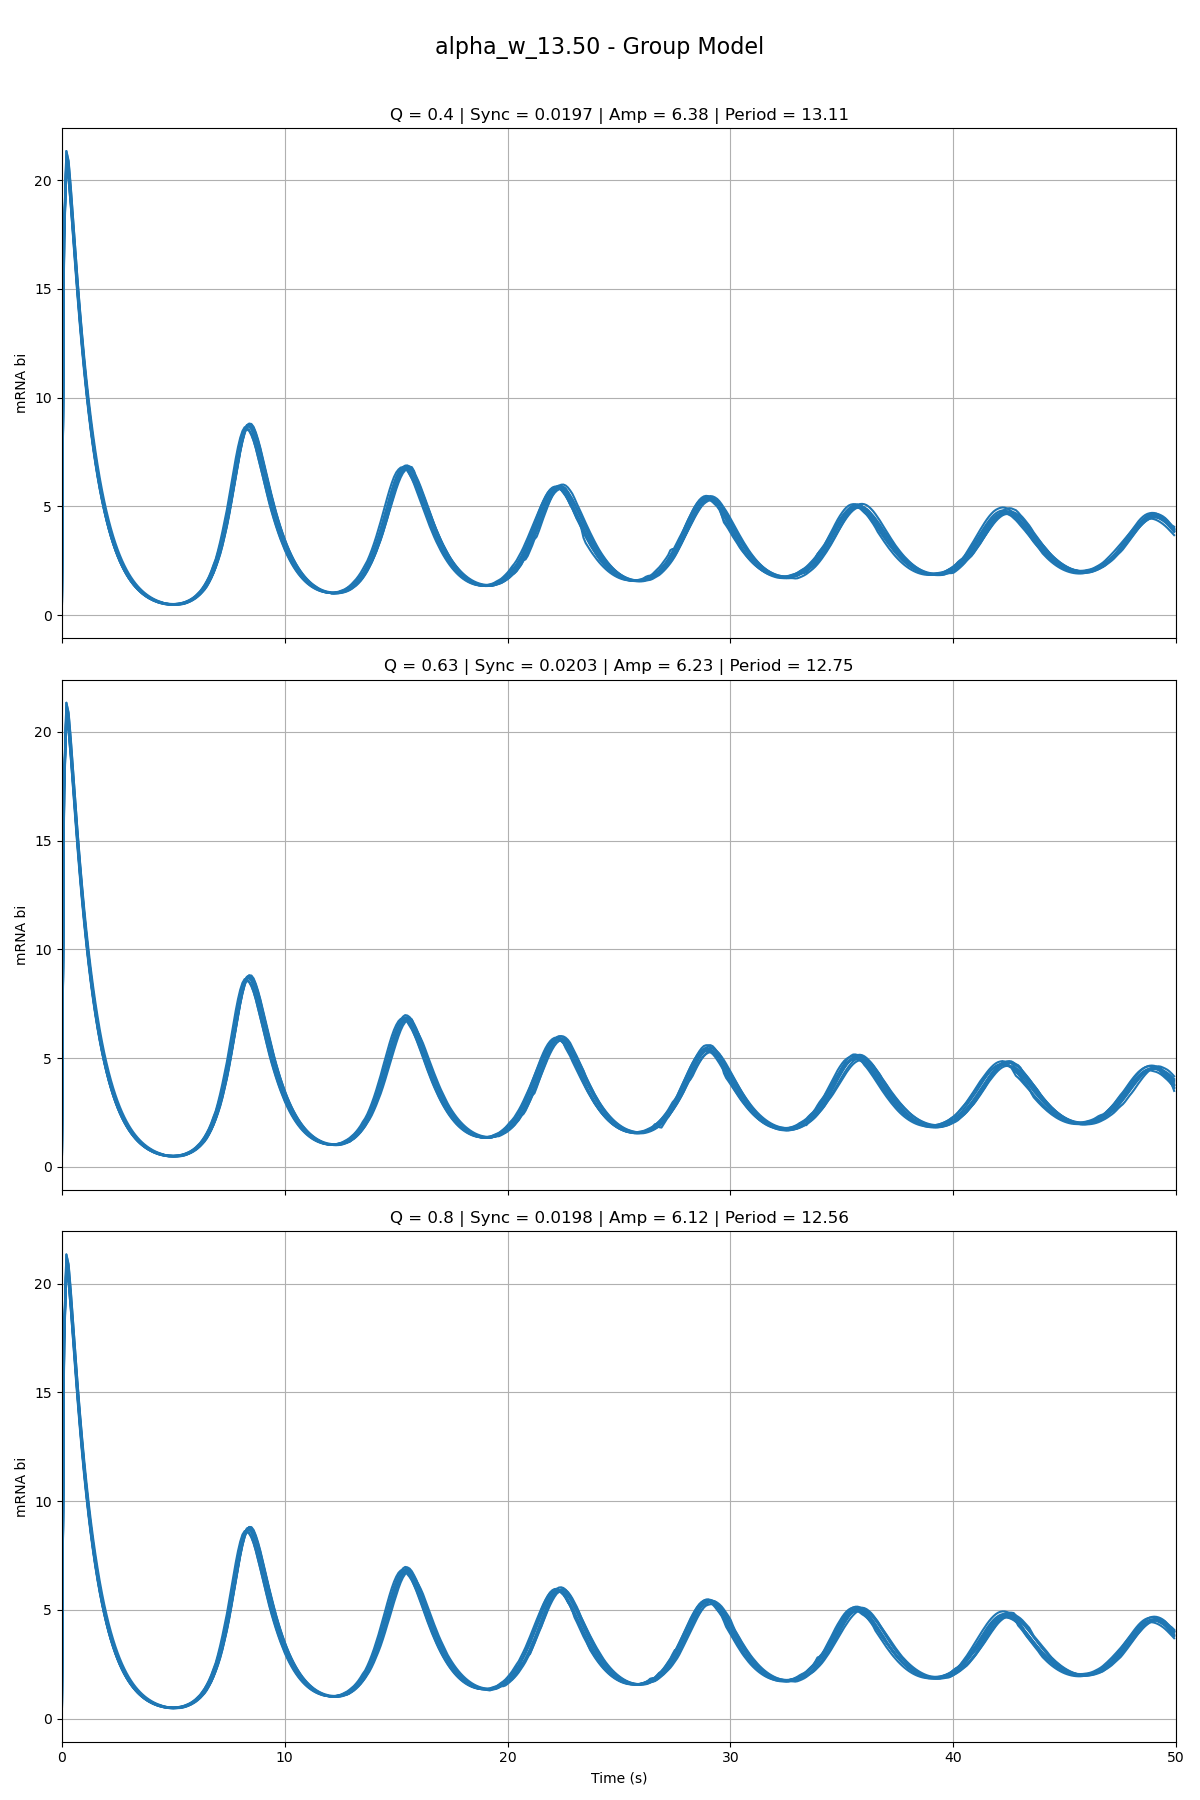 alpha_w_13.50 - Group Model
Q = 0.4 | Sync = 0.0197 | Amp = 6.38 | Period = 13.11
20
15
10
5
0
mRNA bi
Q = 0.63 | Sync = 0.0203 | Amp = 6.23 | Period = 12.75
20
15
10
5
0
mRNA bi
Q = 0.8 | Sync = 0.0198 | Amp = 6.12 | Period = 12.56
20
15
10
5
0
mRNA bi
0 10 20 30 40 50
Time (s)